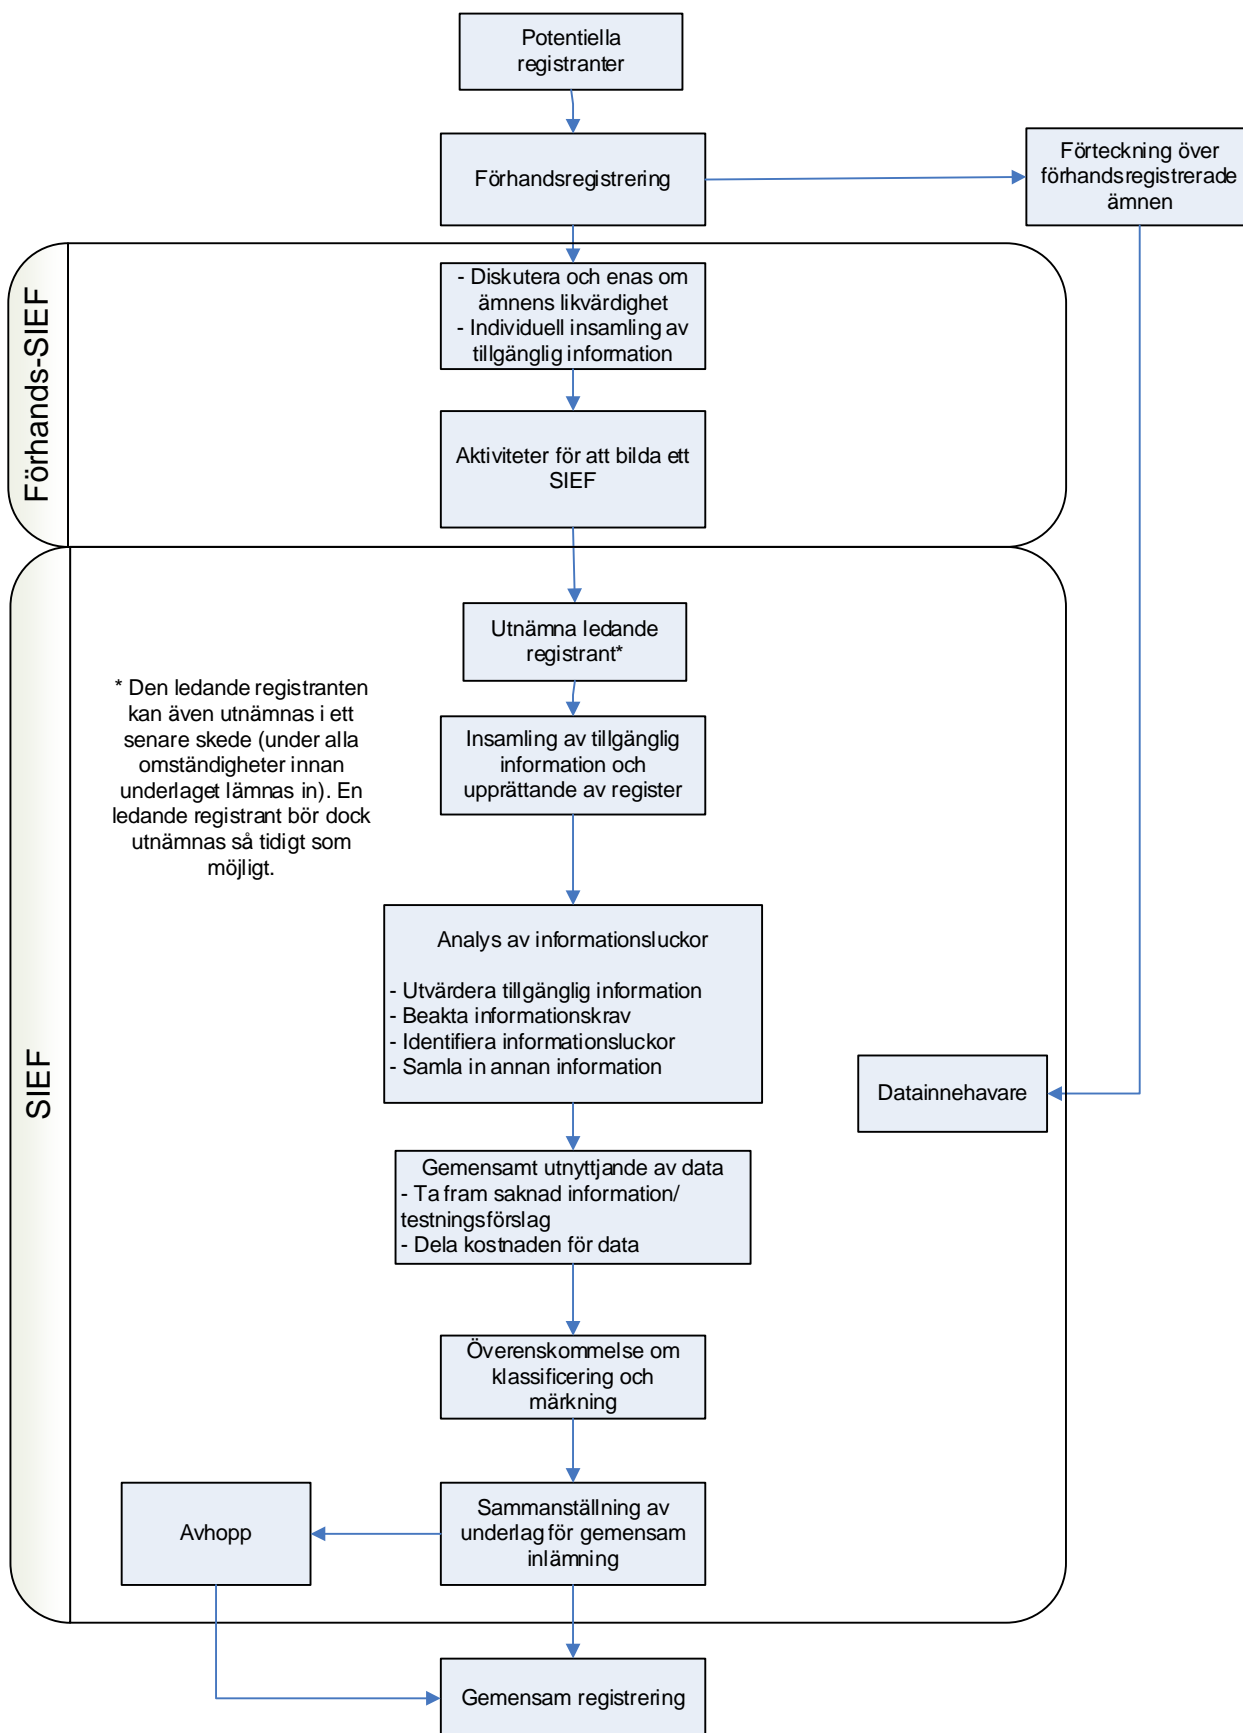 Potentiella
registranter
Förhandsregistrering
Förteckning över
förhandsregistrerade
ämnen
Förhands-SIEF
- Diskutera och enas om
ämnens likvärdighet
- Individuell insamling av
tillgänglig information
Aktiviteter för att bilda ett
SIEF
SIEF
Utnämna ledande
registrant*
* Den ledande registranten
kan även utnämnas i ett
senare skede (under alla
omständigheter innan
underlaget lämnas in). En
ledande registrant bör dock
utnämnas så tidigt som
möjligt.
Insamling av tillgänglig
information och
upprättande av register
Analys av informationsluckor
- Utvärdera tillgänglig information
- Beakta informationskrav
- Identifiera informationsluckor
- Samla in annan information
Datainnehavare
Gemensamt utnyttjande av data
- Ta fram saknad information/
testningsförslag
- Dela kostnaden för data
Överenskommelse om
klassificering och
märkning
Avhopp
Sammanställning av
underlag för gemensam
inlämning
Gemensam registrering